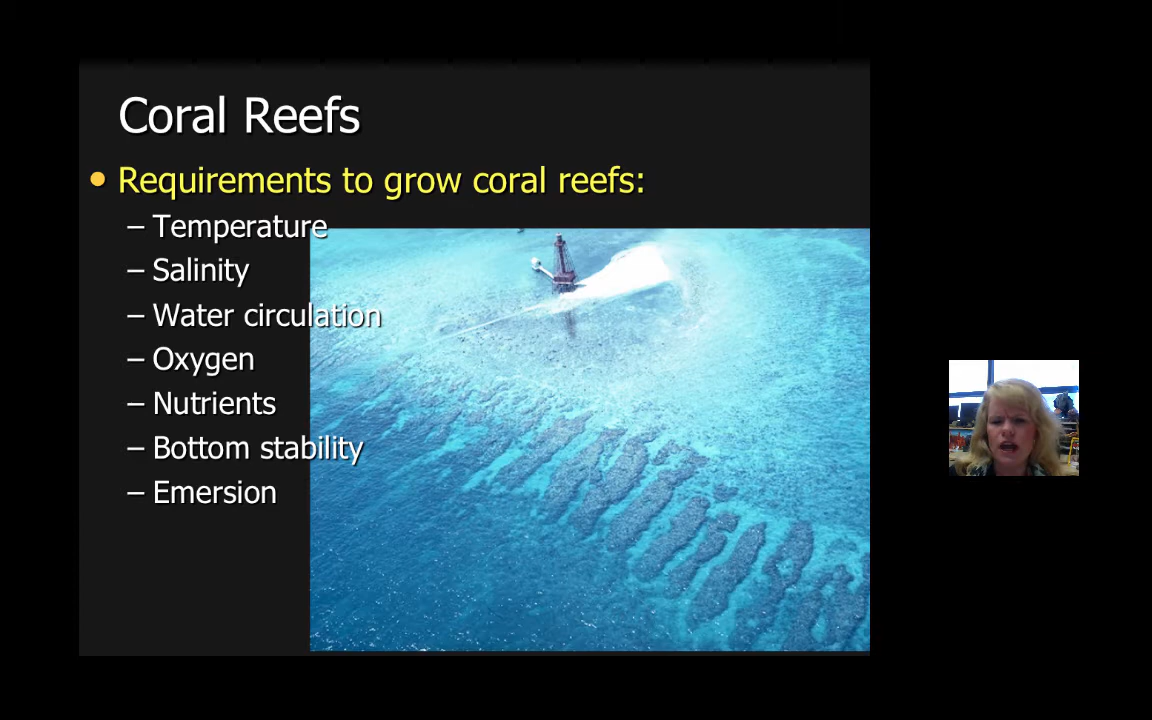 Coral Reefs
• Requirements to grow coral reefs:
– Temperature
– Salinity
– Water circulation
– Oxygen
– Nutrients
– Bottom stability
– Emersion